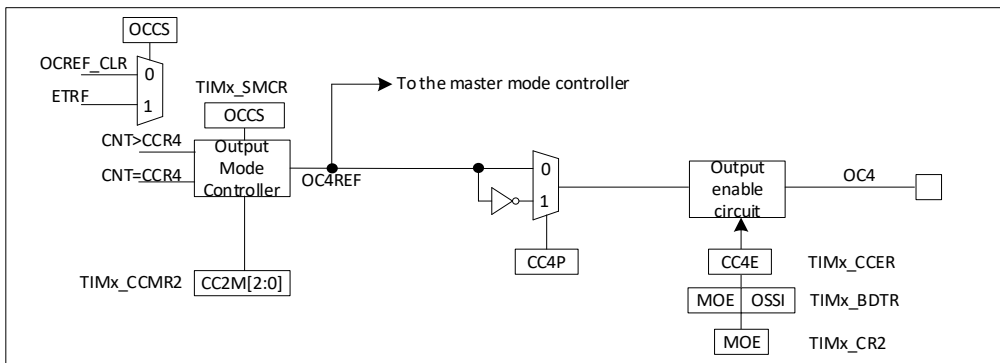 OCCS
OCREF_CLR
0
ETRF
1
TIMx_SMCR
OCCS
To the master mode controller
CNT>CCR4
CNT=CCR4
Output
Mode
Controller
OC4REF
0
1
Output
enable
circuit
OC4
CC4P
CC4E
TIMx_CCER
TIMx_CCMR2
CC2M[2:0]
MOE
OSSI
TIMx_BDTR
MOE
TIMx_CR2